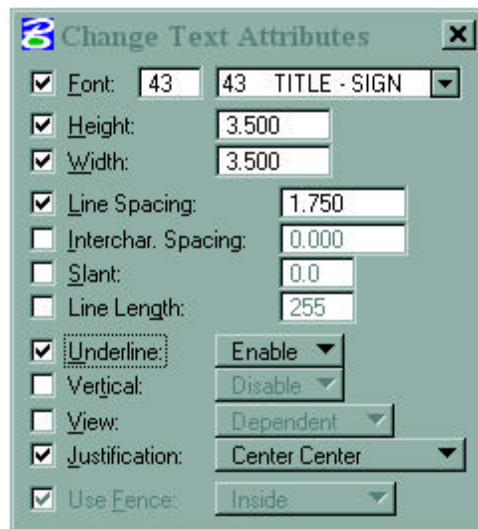 Change Text Attributes
Font: 43 43 TITLE - SIGN
Height: 3.500
Width: 3.500
Line Spacing: 1.750
Interchar. Spacing: 0.000
Slant: 0.0
Line Length: 255
Underline: Enable
Vertical: Disable
View: Dependent
Justification: Center Center
Use Fence: Inside